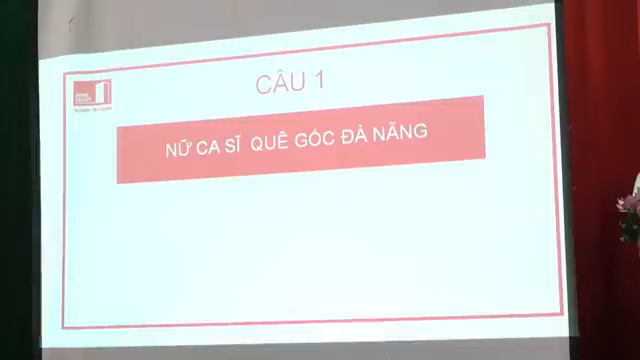 CÂU 1
NỮ CA SĨ QUÊ GỐC ĐÀ NẴNG